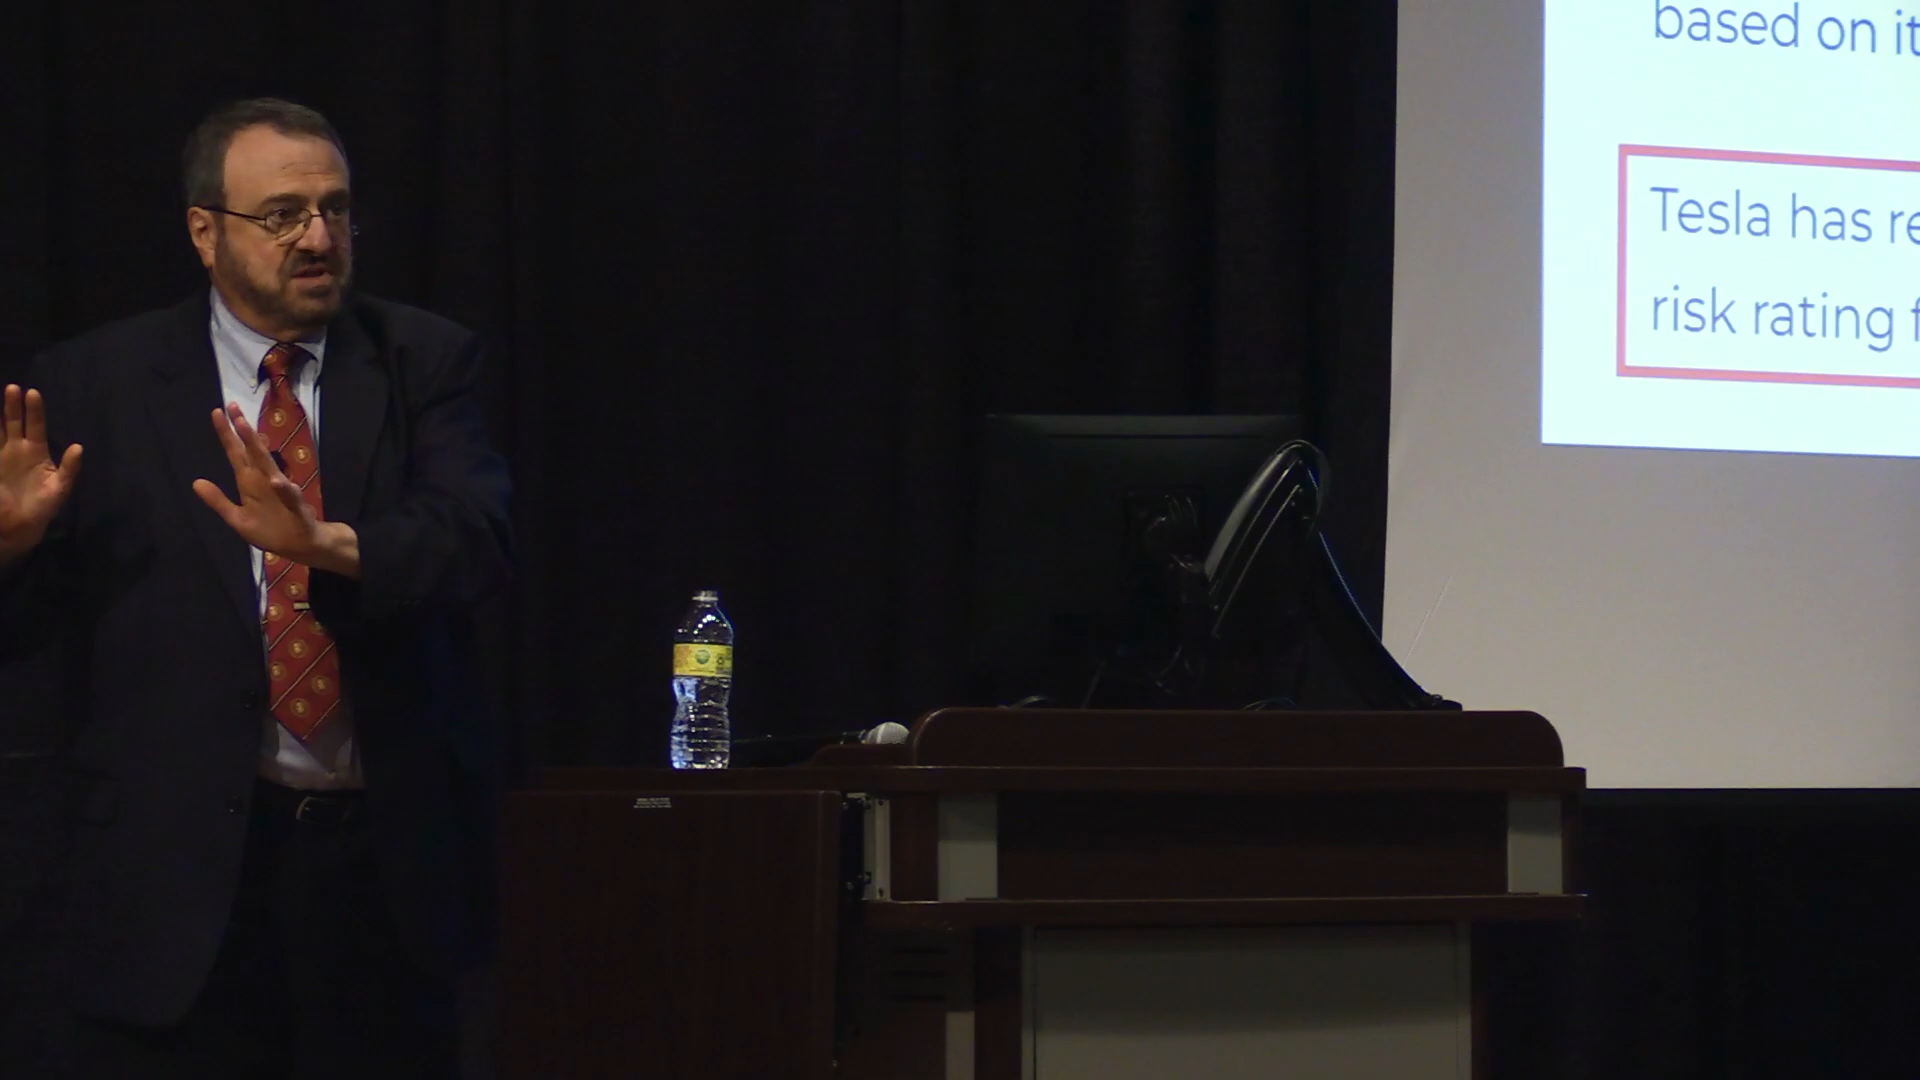 based on it
Tesla has re
risk rating f